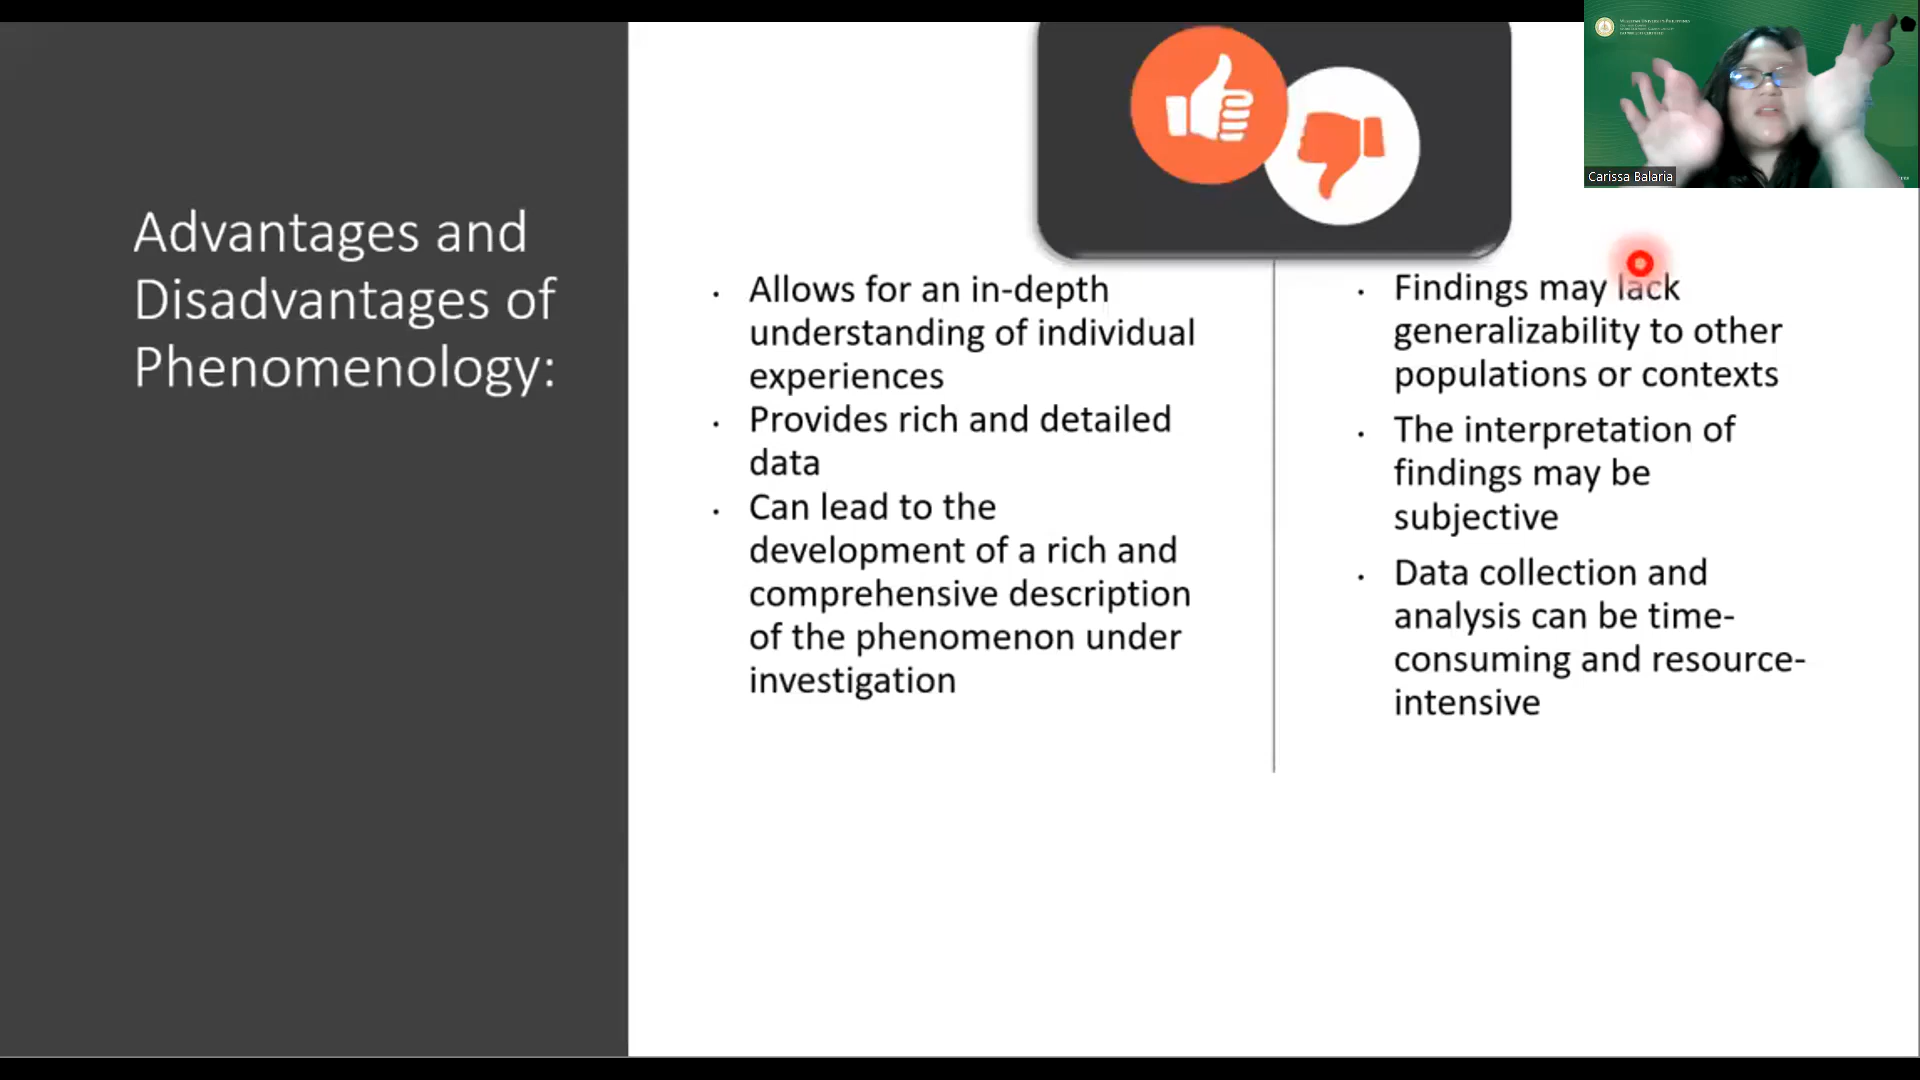 Advantages and
Disadvantages of
Phenomenology:
· Allows for an in-depth
understanding of individual
experiences
· Provides rich and detailed
data
· Can lead to the
development of a rich and
comprehensive description
of the phenomenon under
investigation
· Findings may lack
generalizability to other
populations or contexts
· The interpretation of
findings may be
subjective
· Data collection and
analysis can be time-
consuming and resource-
intensive
Carissa Balaria